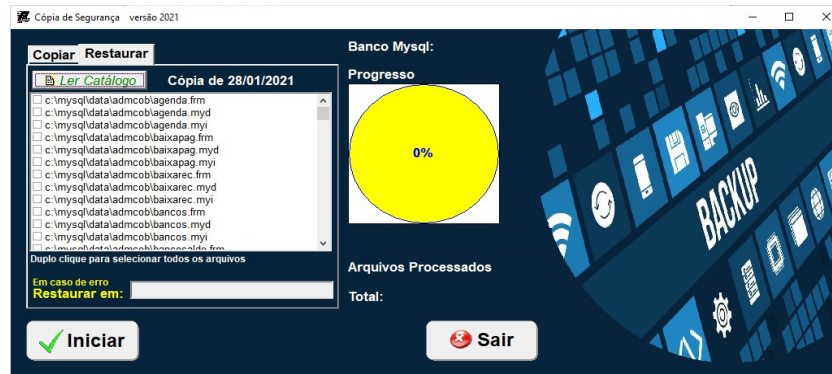 Cópia de Segurança versão 2021
Copiar Restaurar
Ler Catálogo Cópia de 28/01/2021
c:\mysql\data\admcob\agenda.frm
c:\mysql\data\admcob\agenda.myd
c:\mysql\data\admcob\agenda.myi
c:\mysql\data\admcob\baixapag.frm
c:\mysql\data\admcob\baixapag.myd
c:\mysql\data\admcob\baixapag.myi
c:\mysql\data\admcob\baixarec.frm
c:\mysql\data\admcob\baixarec.myd
c:\mysql\data\admcob\baixarec.myi
c:\mysql\data\admcob\bancos.frm
c:\mysql\data\admcob\bancos.myd
c:\mysql\data\admcob\bancos.myi
c:\mysql\data\admcob\bancosaldo.frm
Duplo clique para selecionar todos os arquivos
Em caso de erro
Restaurar em:
Iniciar
Banco Mysql:
Progresso
0%
Arquivos Processados
Total:
Sair
BACKUP